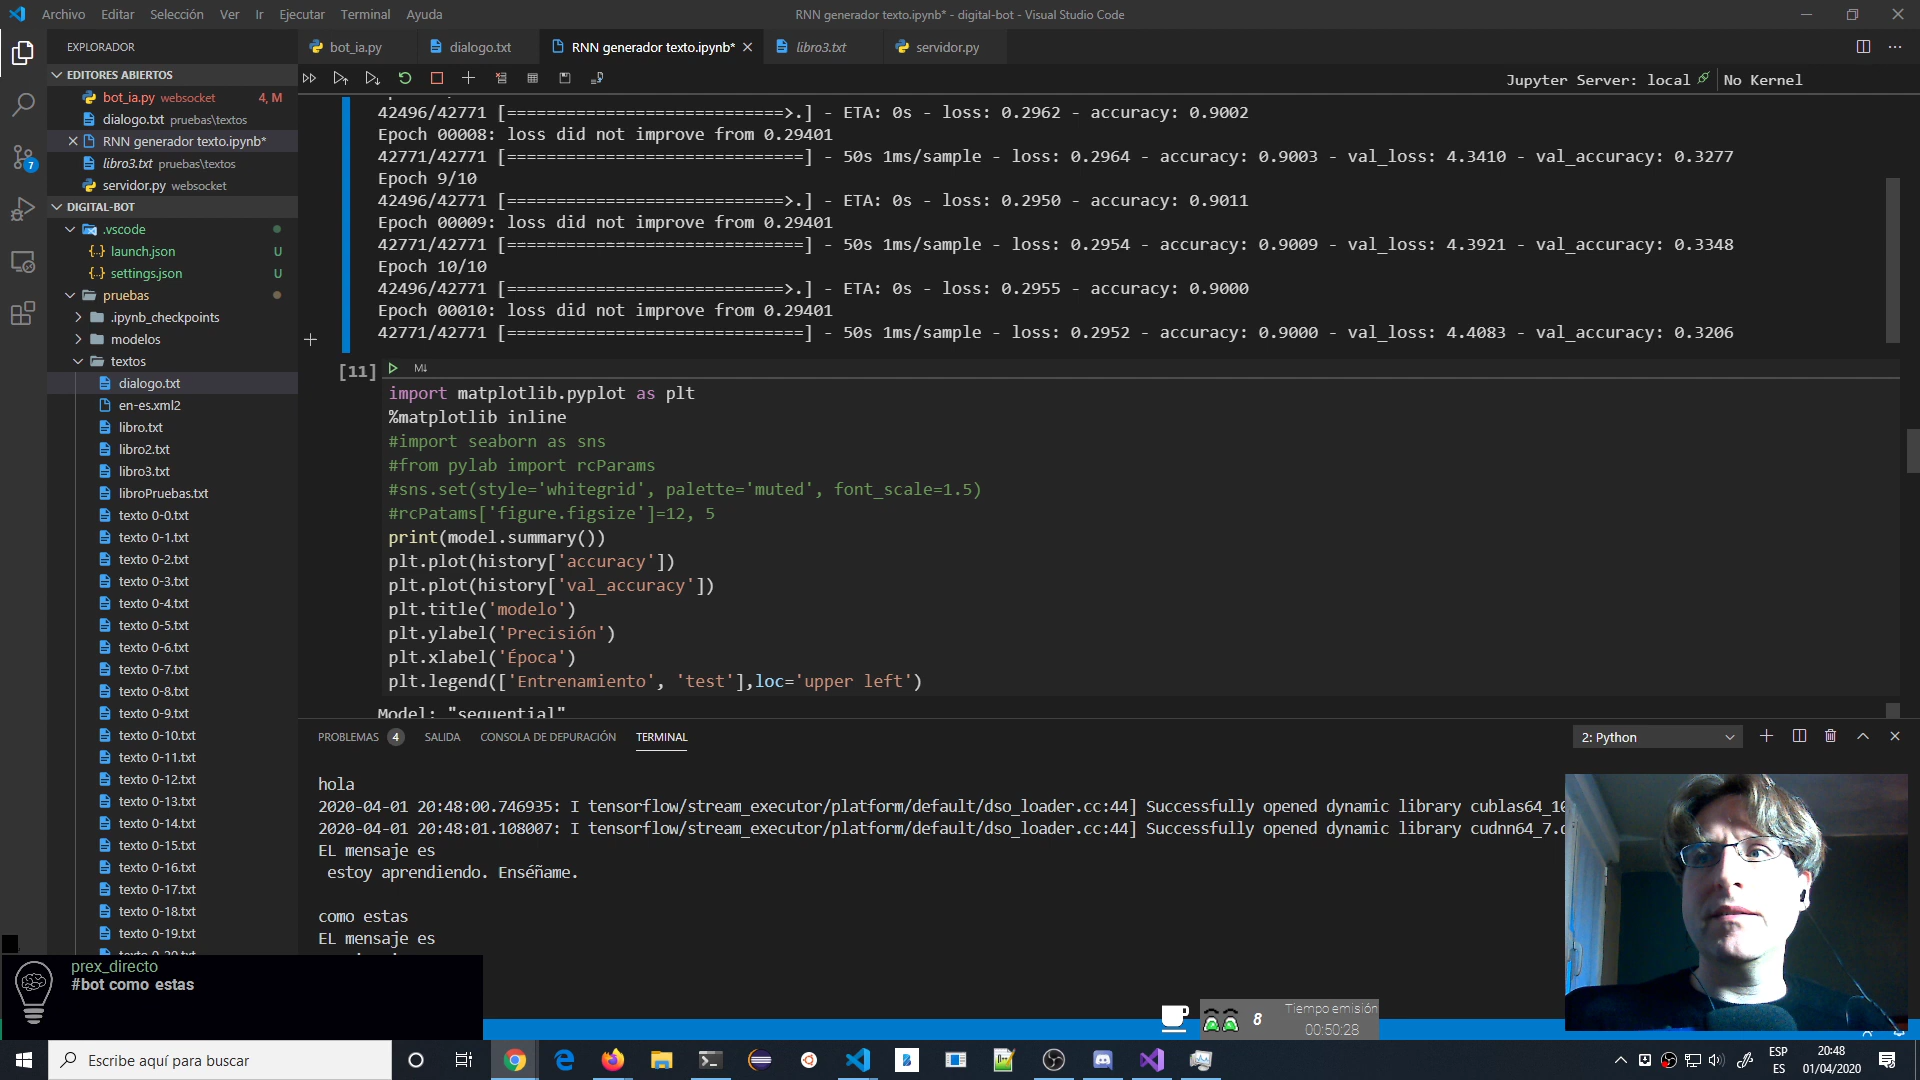 Archivo Editar Selección Ver Ir Ejecutar Terminal Ayuda RNN generador texto.ipynb* - digital-bot - Visual Studio Code
EXPLORADOR
EDITORES ABIERTOS
bot_ia.py websocket 4, M
dialogo.txt pruebas\textos
RNN generador texto.ipynb*
libro3.txt pruebas\textos
servidor.py websocket
7
DIGITAL-BOT
.vscode
launch.json U
settings.json U
pruebas
.ipynb_checkpoints
modelos
textos
dialogo.txt
en-es.xml2
libro.txt
libro2.txt
libro3.txt
libroPruebas.txt
texto 0-0.txt
texto 0-1.txt
texto 0-2.txt
texto 0-3.txt
texto 0-4.txt
texto 0-5.txt
texto 0-6.txt
texto 0-7.txt
texto 0-8.txt
texto 0-9.txt
texto 0-10.txt
texto 0-11.txt
texto 0-12.txt
texto 0-13.txt
texto 0-14.txt
texto 0-15.txt
texto 0-16.txt
texto 0-17.txt
texto 0-18.txt
texto 0-19.txt
bot_ia.py dialogo.txt RNN generador texto.ipynb* libro3.txt servidor.py
Jupyter Server: local No Kernel
42496/42771 [============================>.] - ETA: 0s - loss: 0.2962 - accuracy: 0.9002
Epoch 00008: loss did not improve from 0.29401
42771/42771 [==============================] - 50s 1ms/sample - loss: 0.2964 - accuracy: 0.9003 - val_loss: 4.3410 - val_accuracy: 0.3277
Epoch 9/10
42496/42771 [============================>.] - ETA: 0s - loss: 0.2950 - accuracy: 0.9011
Epoch 00009: loss did not improve from 0.29401
42771/42771 [==============================] - 50s 1ms/sample - loss: 0.2954 - accuracy: 0.9009 - val_loss: 4.3921 - val_accuracy: 0.3348
Epoch 10/10
42496/42771 [============================>.] - ETA: 0s - loss: 0.2955 - accuracy: 0.9000
Epoch 00010: loss did not improve from 0.29401
42771/42771 [==============================] - 50s 1ms/sample - loss: 0.2952 - accuracy: 0.9000 - val_loss: 4.4083 - val_accuracy: 0.3206
[11] M↓
import matplotlib.pyplot as plt
%matplotlib inline
#import seaborn as sns
#from pylab import rcParams
#sns.set(style='whitegrid', palette='muted', font_scale=1.5)
#rcPatams['figure.figsize']=12, 5
print(model.summary())
plt.plot(history['accuracy'])
plt.plot(history['val_accuracy'])
plt.title('modelo')
plt.ylabel('Precisión')
plt.xlabel('Época')
plt.legend(['Entrenamiento', 'test'],loc='upper left')
Model: "sequential"
PROBLEMAS 4 SALIDA CONSOLA DE DEPURACIÓN TERMINAL 2: Python
hola
2020-04-01 20:48:00.746935: I tensorflow/stream_executor/platform/default/dso_loader.cc:44] Successfully opened dynamic library cublas64_10
2020-04-01 20:48:01.108007: I tensorflow/stream_executor/platform/default/dso_loader.cc:44] Successfully opened dynamic library cudnn64_7.d
EL mensaje es
estoy aprendiendo. Enséñame.
como estas
EL mensaje es
prex_directo
#bot como estas
8 Tiempo emisión
00:50:28
Escribe aquí para buscar
ESP
ES
20:48
01/04/2020